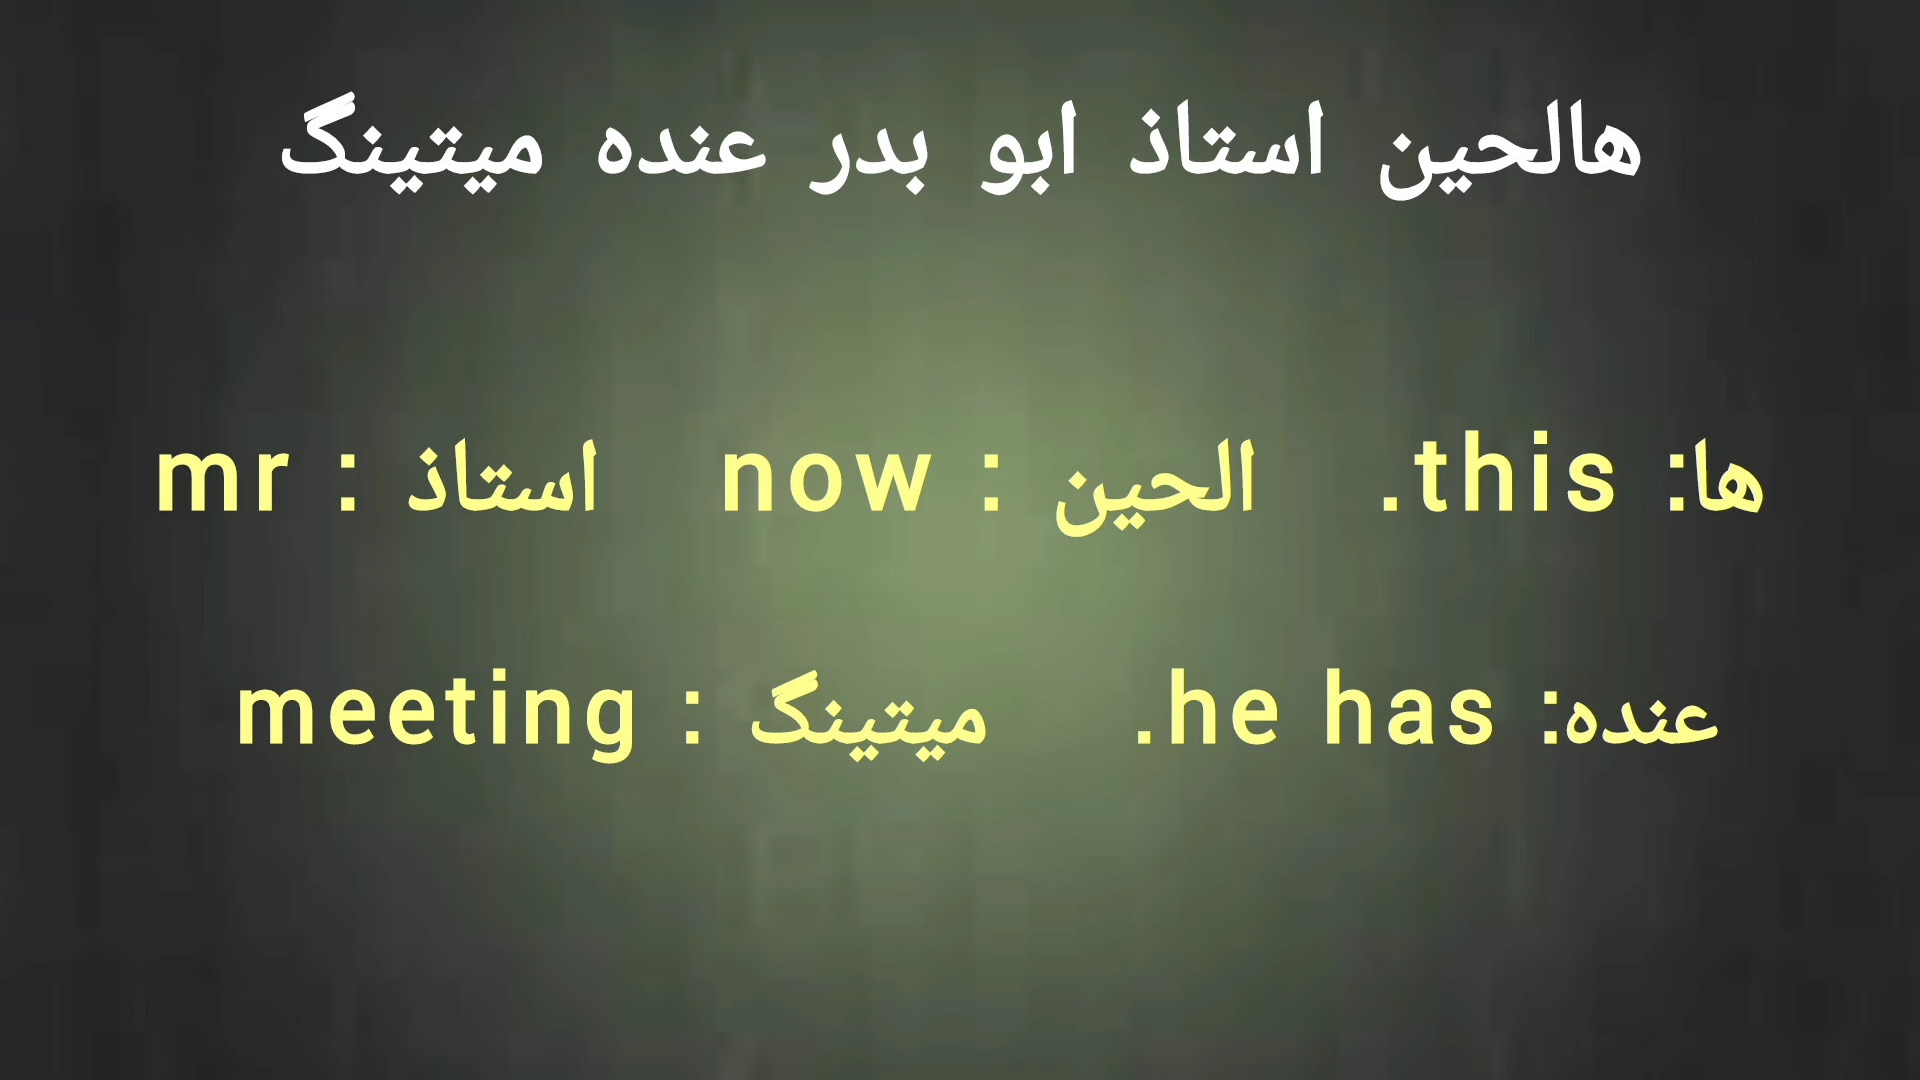 هالحين استاذ ابو بدر عنده ميتينگ
ها: this.   الحين : now   استاذ : mr
عنده: he has.   ميتينگ : meeting